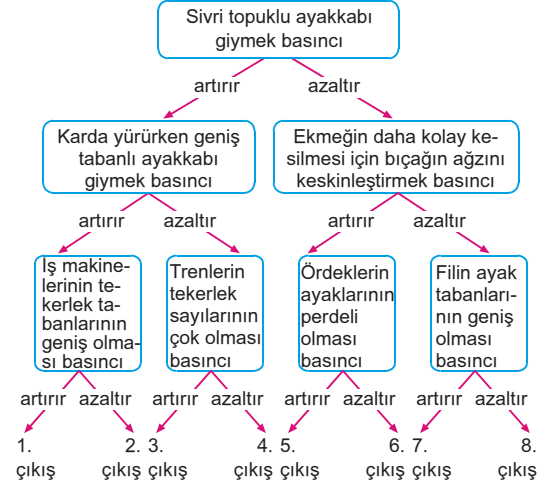 Sivri topuklu ayakkabı
giymek basıncı
artırır
azaltır
Karda yürürken geniş
tabanlı ayakkabı
giymek basıncı
Ekmeğin daha kolay ke-
silmesi için bıçağın ağzını
keskinleştirmek basıncı
artırır
azaltır
artırır
azaltır
Iş makine-
lerinin te-
kerlek ta-
banlarının
geniş olma-
sı basıncı
Trenlerin
tekerlek
sayılarının
çok olması
basıncı
Ördeklerin
ayaklarının
perdeli
olması
basıncı
Filin ayak
tabanları-
nın geniş
olması
basıncı
artırır azaltır artırır azaltır artırır azaltır artırır azaltır
1. 2. 3. 4. 5. 6. 7. 8.
çıkış çıkış çıkış çıkış çıkış çıkış çıkış çıkış